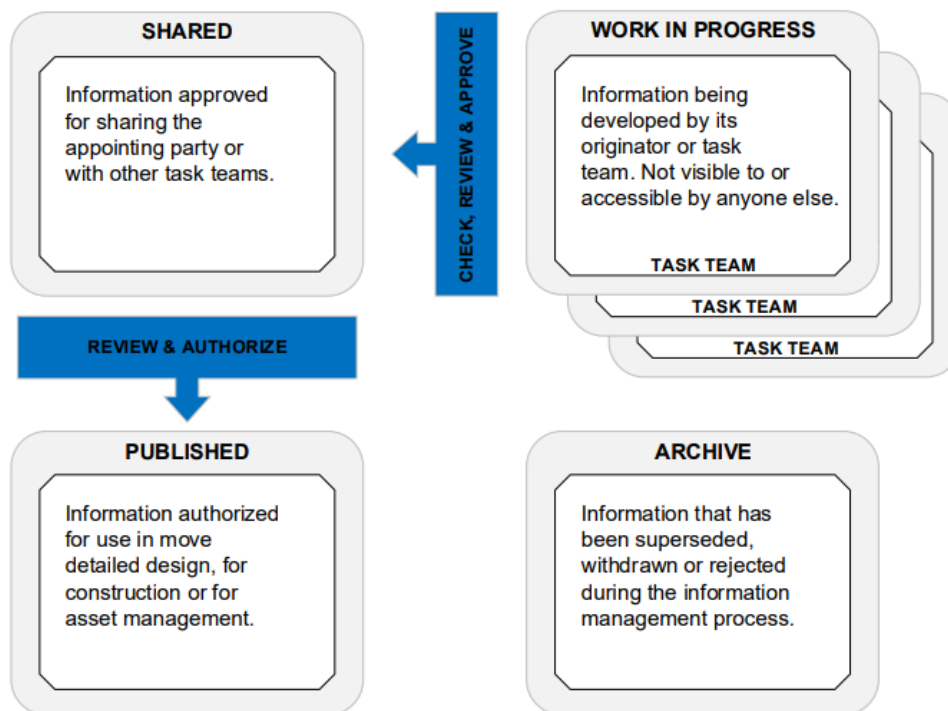 SHARED
Information approved
for sharing the
appointing party or
with other task teams.
CHECK, REVIEW & APPROVE
WORK IN PROGRESS
Information being
developed by its
originator or task
team. Not visible to or
accessible by anyone else.
TASK TEAM
TASK TEAM
TASK TEAM
REVIEW & AUTHORIZE
PUBLISHED
Information authorized
for use in move
detailed design, for
construction or for
asset management.
ARCHIVE
Information that has
been superseded,
withdrawn or rejected
during the information
management process.